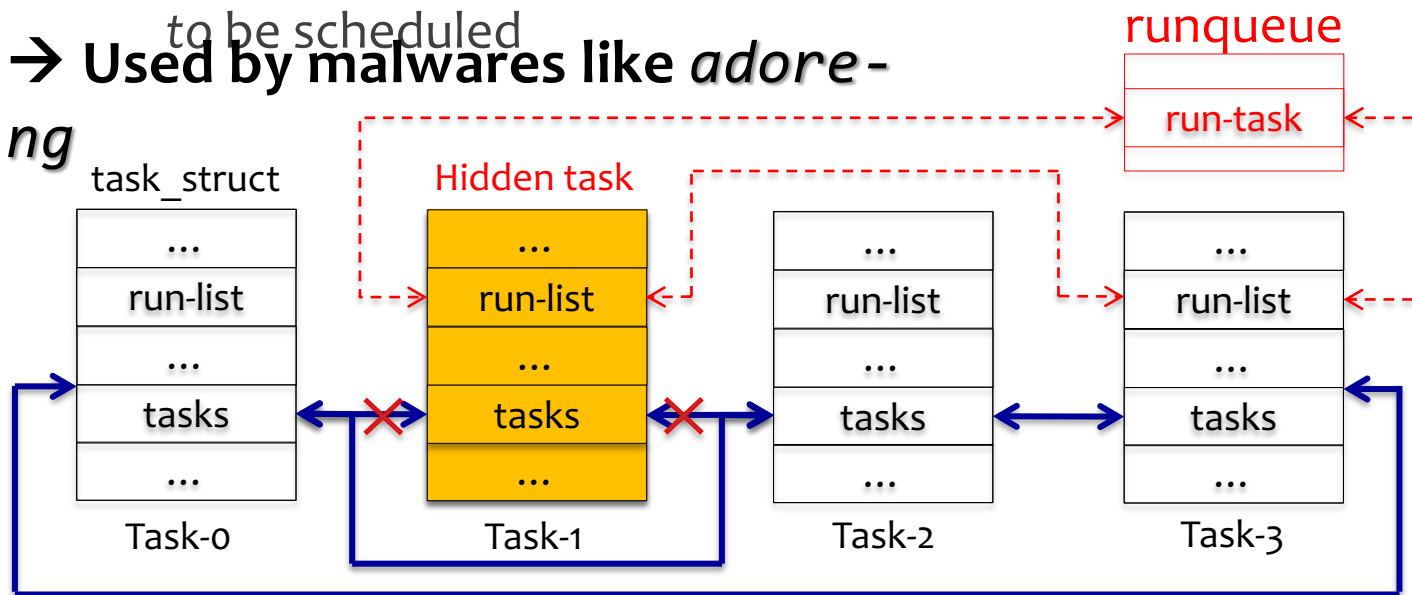 to be scheduled
→ Used by malwares like adore-
ng
runqueue
run-task
task_struct
Hidden task
... ... ... ...
run-list run-list run-list run-list
... ... ... ...
tasks tasks tasks tasks
... ... ... ...
Task-0 Task-1 Task-2 Task-3